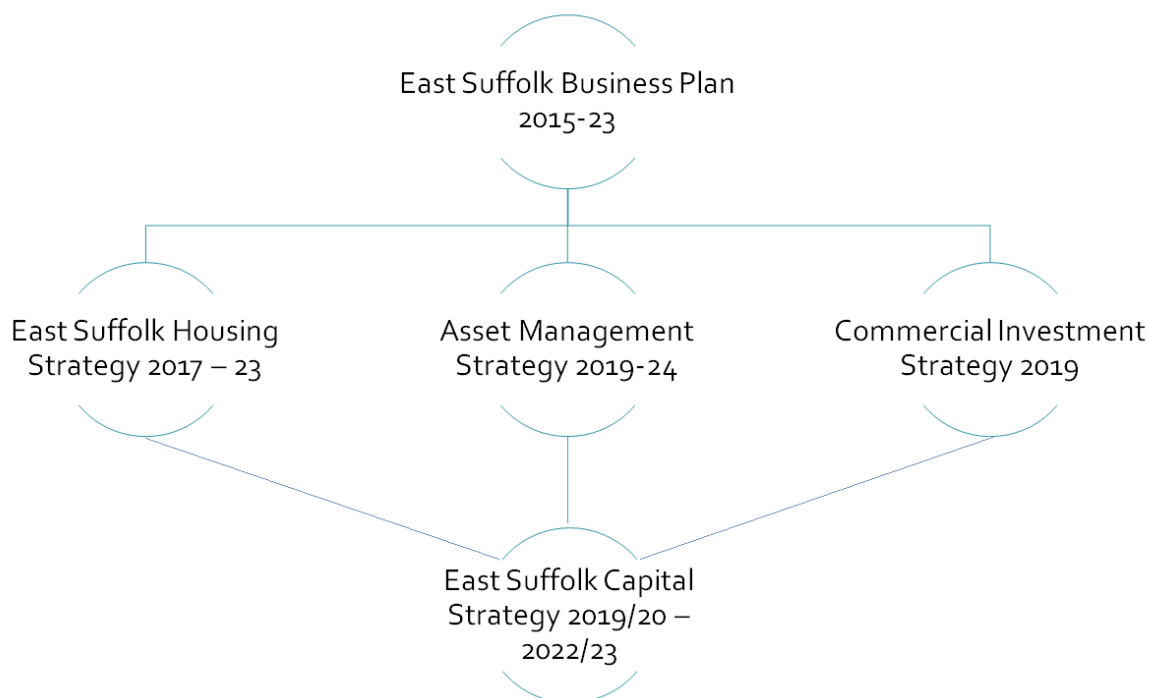 East Suffolk Business Plan
2015-23
East Suffolk Housing
Strategy 2017 – 23
Asset Management
Strategy 2019-24
Commercial Investment
Strategy 2019
East Suffolk Capital
Strategy 2019/20 –
2022/23